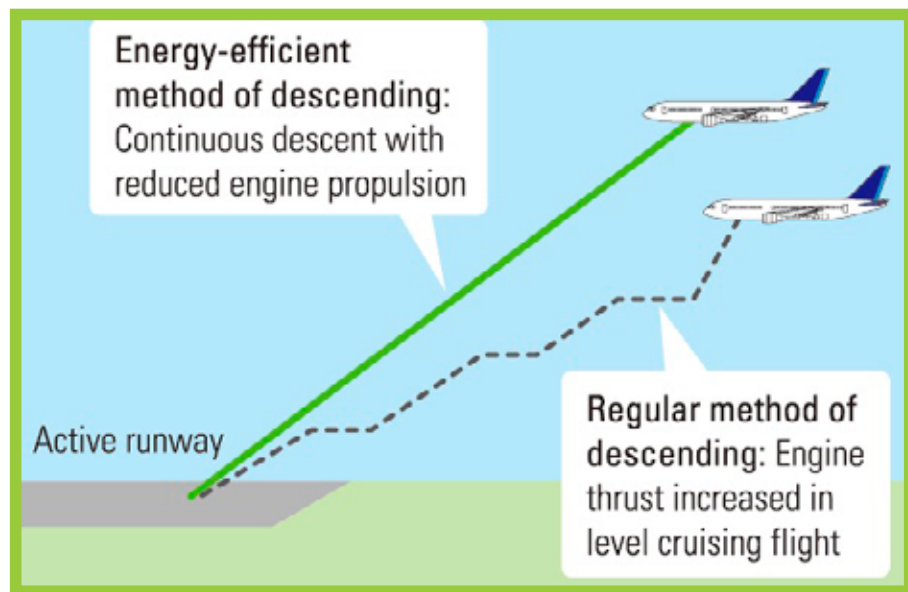 Energy-efficient
method of descending:
Continuous descent with
reduced engine propulsion
Active runway
Regular method of
descending: Engine
thrust increased in
level cruising flight